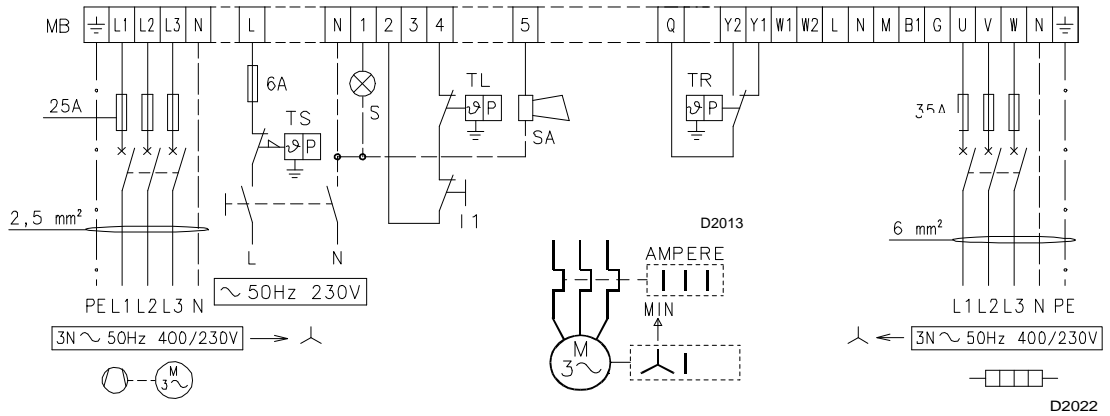 MB ⏚ L1 L2 L3 N L N 1 2 3 4 5 Q Y2 Y1 W1 W2 L N M B1 G U V W N ⏚
6A TL TR
25A TS ϑ P S ϑ P ϑ P 35A
SA
2,5 mm² I1 D2013 6 mm²
L N AMPERE
~ 50Hz 230V
PE L1 L2 L3 N MIN L1 L2 L3 N PE
3N ~ 50Hz 400/230V 3N ~ 50Hz 400/230V
M 3~ M 3~
D2022